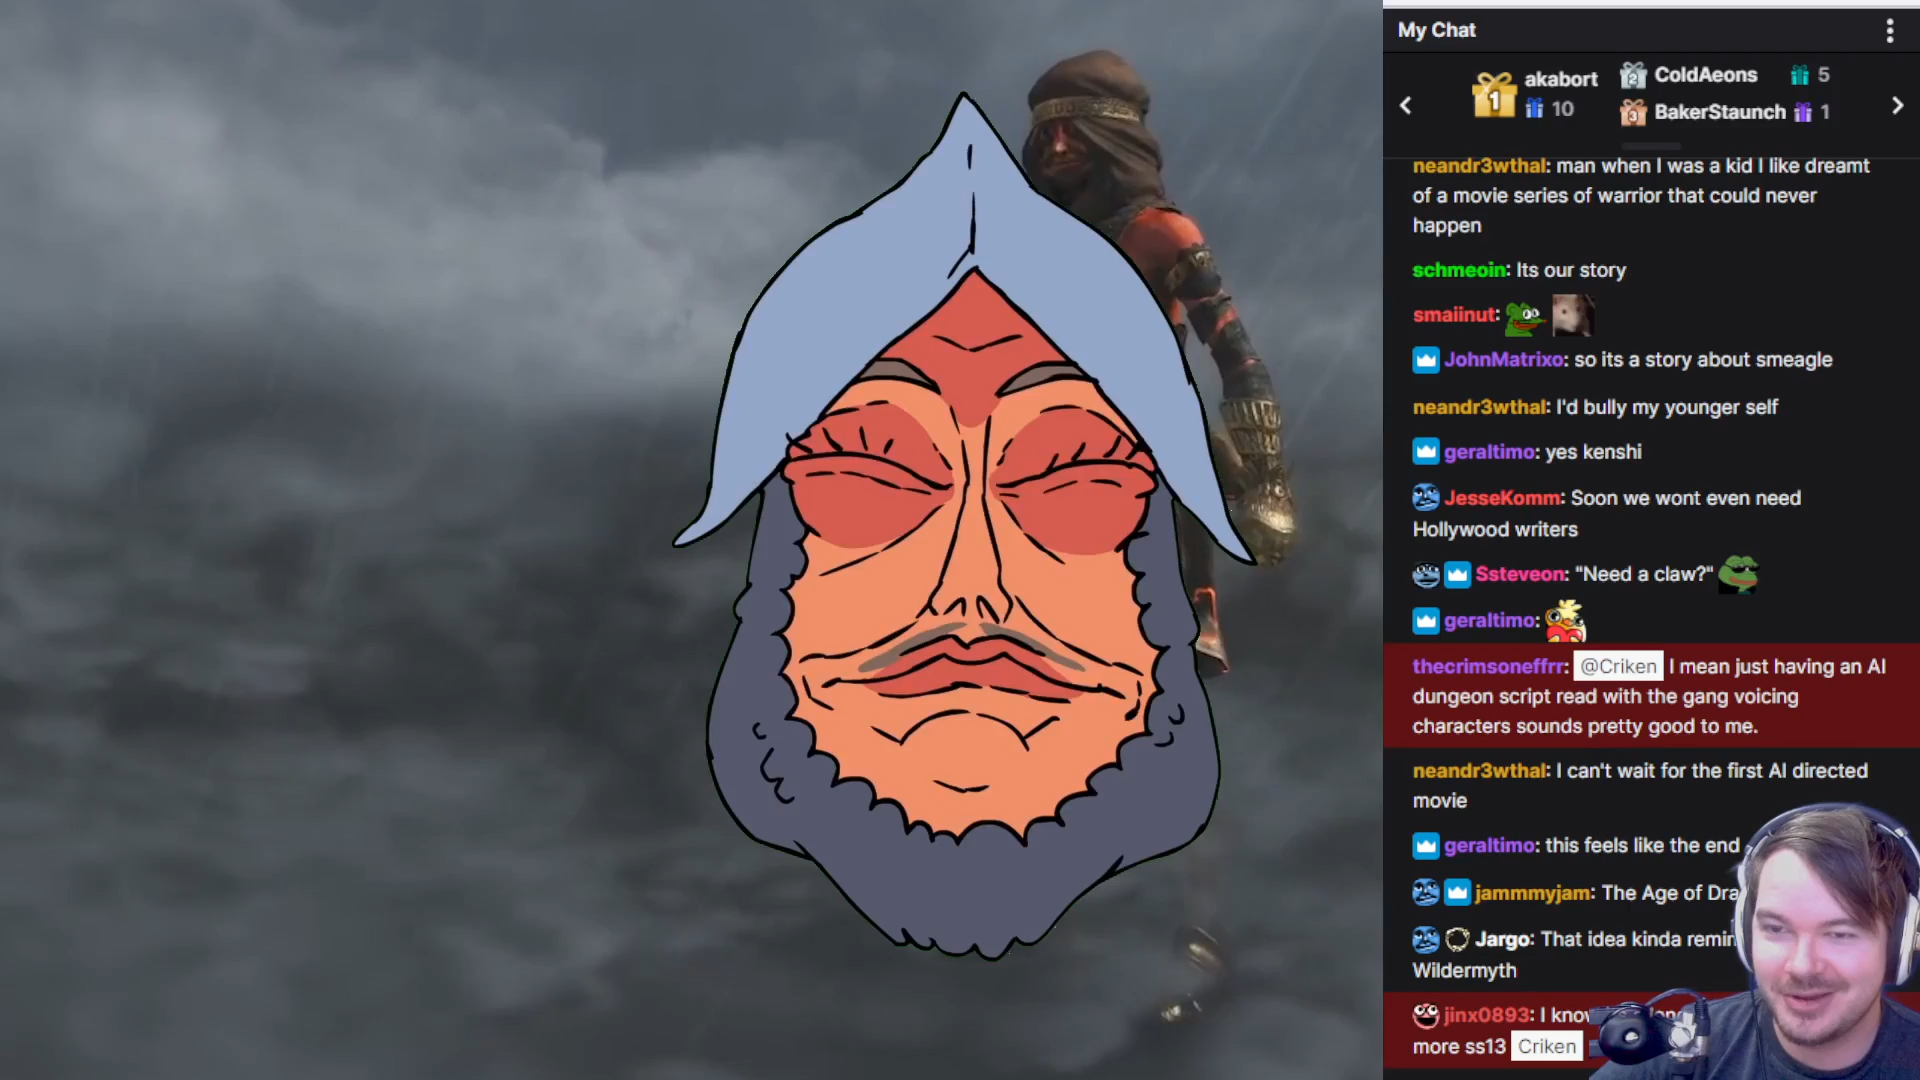 My Chat
akabort
1
10
2 ColdAeons 5
3 BakerStaunch 1
neandr3wthal: man when I was a kid I like dreamt
of a movie series of warrior that could never
happen
schmeoin: Its our story
smaiinut:
JohnMatrixo: so its a story about smeagle
neandr3wthal: I'd bully my younger self
geraltimo: yes kenshi
JesseKomm: Soon we wont even need
Hollywood writers
Ssteveon: "Need a claw?"
geraltimo:
thecrimsoneffrr: @Criken I mean just having an AI
dungeon script read with the gang voicing
characters sounds pretty good to me.
neandr3wthal: I can't wait for the first AI directed
movie
geraltimo: this feels like the end
jammmyjam: The Age of Dra
Jargo: That idea kinda remin
Wildermyth
jinx0893: I know
more ss13 Criken